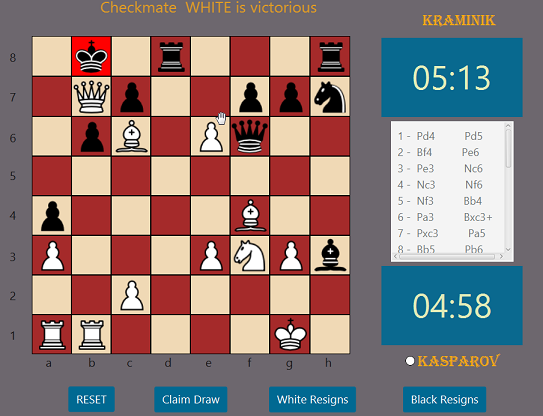 Checkmate  WHITE is victorious
KRAMINIK
05:13
1 - Pd4 Pd5
2 - Bf4 Pe6
3 - Pe3 Nc6
4 - Nc3 Nf6
5 - Nf3 Bb4
6 - Pa3 Bxc3+
7 - Pxc3 Pa5
8 - Bb5 Pb6
04:58
KASPAROV
8
7
6
5
4
3
2
1
a b c d e f g h
RESET Claim Draw White Resigns Black Resigns